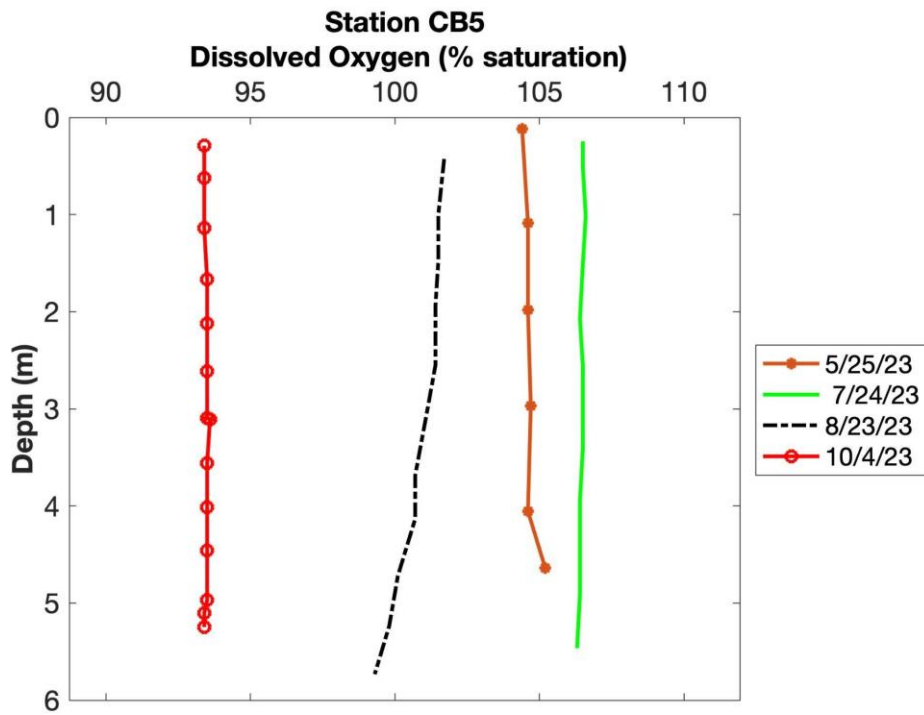 Station CB5
Dissolved Oxygen (% saturation)
90 95 100 105 110
0
1
2
3
4
5
6
Depth (m)
5/25/23
7/24/23
8/23/23
10/4/23